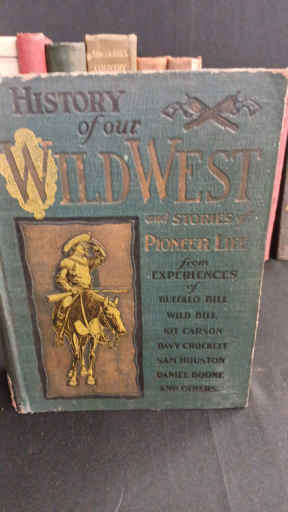 HISTORY
of our
WILD WEST
and STORIES of
PIONEER LIFE
from
EXPERIENCES
of
BUFFALO BILL
WILD BILL
KIT CARSON
DAVY CROCKETT
SAM HOUSTON
DANIEL BOONE
AND OTHERS.